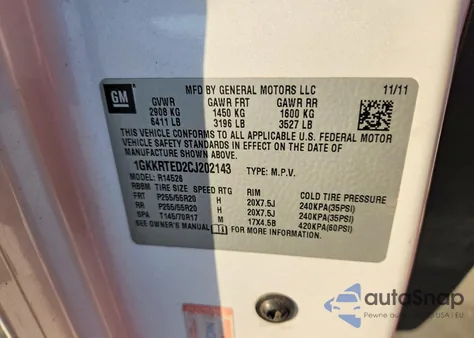 GM
MFD BY GENERAL MOTORS LLC 11/11
GVWR GAWR FRT GAWR RR
2908 KG 1450 KG 1600 KG
6411 LB 3196 LB 3527 LB
THIS VEHICLE CONFORMS TO ALL APPLICABLE U.S. FEDERAL MOTOR
VEHICLE SAFETY STANDARDS IN EFFECT ON THE DATE OF
MANUFACTURE SHOWN ABOVE.
1GKKRTED2CJ202143 TYPE: M.P.V.
MODEL: R14526
RBBM TIRE SIZE SPEED RTG RIM COLD TIRE PRESSURE
FRT P255/55R20 H 20X7.5J 240KPA(35PSI)
RR P255/55R20 H 20X7.5J 240KPA(35PSI)
SPA T145/70R17 M 17X4.5B 420KPA(60PSI)
SEE OWNER'S MANUAL FOR MORE INFORMATION.
autoSnap
Pewne auto USA | EU